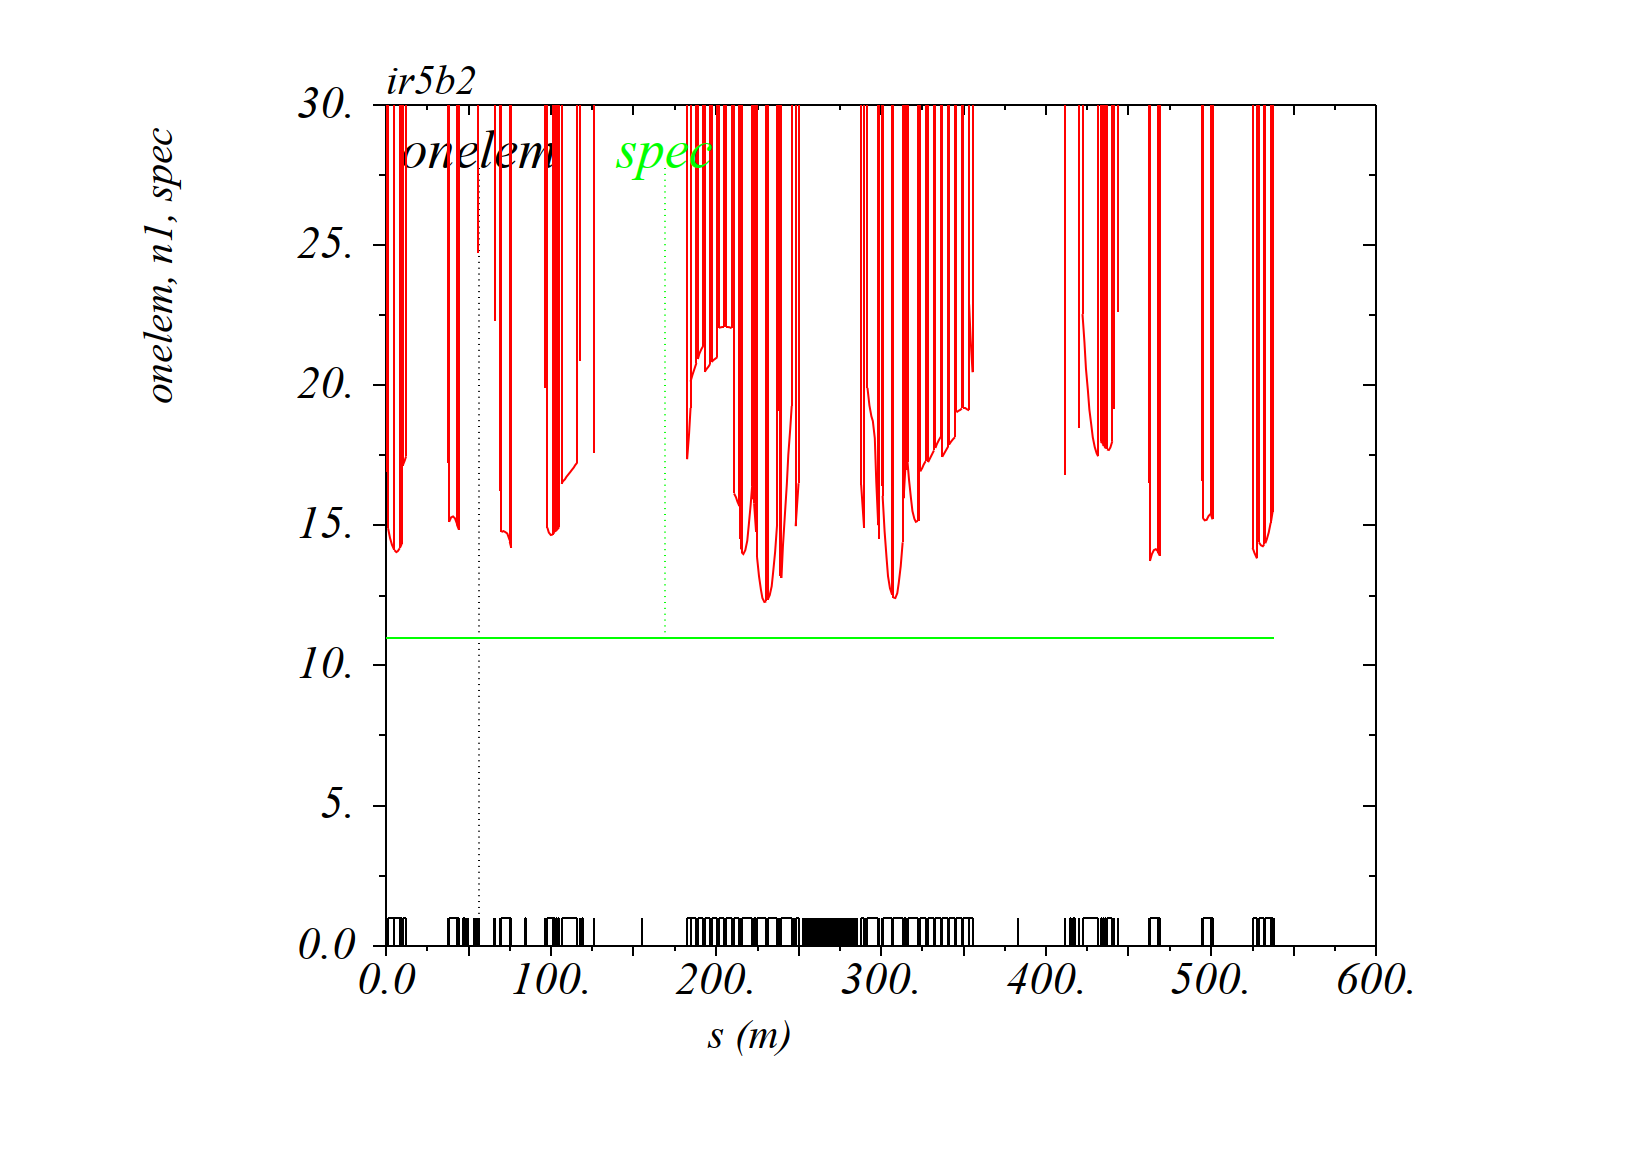 ir5b2
onelem spec
onelem, n1, spec
30.
25.
20.
15.
10.
5.
0.0
0.0 100. 200. 300. 400. 500. 600.
s (m)